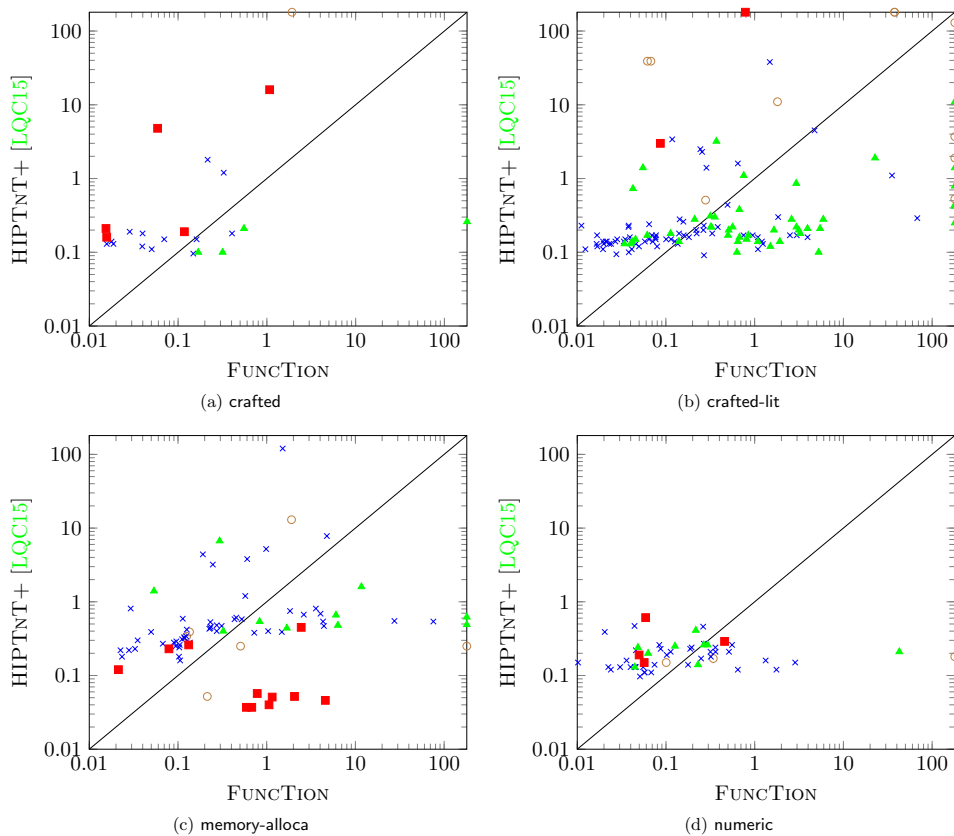 100
10
1
0.1
0.01
0.01 0.1 1 10 100
HIPTNT+ [LQC15]
FUNCTION
(a) crafted
100
10
1
0.1
0.01
0.01 0.1 1 10 100
HIPTNT+ [LQC15]
FUNCTION
(b) crafted-lit
100
10
1
0.1
0.01
0.01 0.1 1 10 100
HIPTNT+ [LQC15]
FUNCTION
(c) memory-alloca
100
10
1
0.1
0.01
0.01 0.1 1 10 100
HIPTNT+ [LQC15]
FUNCTION
(d) numeric